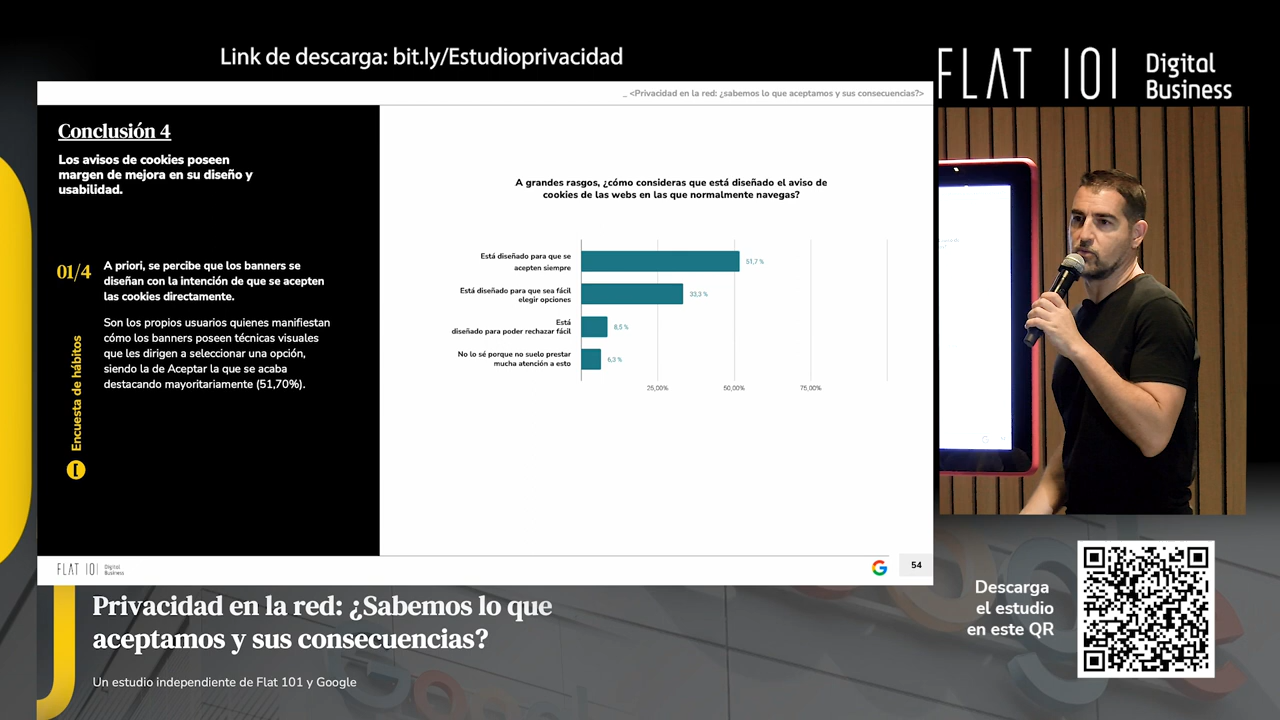 Link de descarga: bit.ly/Estudioprivacidad
FLAT 101 Digital
Business
_ <Privacidad en la red: ¿sabemos lo que aceptamos y sus consecuencias?>
Conclusión 4
Los avisos de cookies poseen
margen de mejora en su diseño y
usabilidad.
01/4
A priori, se percibe que los banners se
diseñan con la intención de que se acepten
las cookies directamente.
Son los propios usuarios quienes manifiestan
cómo los banners poseen técnicas visuales
que les dirigen a seleccionar una opción,
siendo la de Aceptar la que se acaba
destacando mayoritariamente (51,70%).
Encuesta de hábitos
A grandes rasgos, ¿cómo consideras que está diseñado el aviso de
cookies de las webs en las que normalmente navegas?
Está diseñado para que se
acepten siempre
51,7 %
Está diseñado para que sea fácil
elegir opciones
33,3 %
Está
diseñado para poder rechazar fácil
8,5 %
No lo sé porque no suelo prestar
mucha atención a esto
6,3 %
25,00%
50,00%
75,00%
FLAT 101 Digital
Business
G
54
Privacidad en la red: ¿Sabemos lo que
aceptamos y sus consecuencias?
Un estudio independiente de Flat 101 y Google
Descarga
el estudio
en este QR